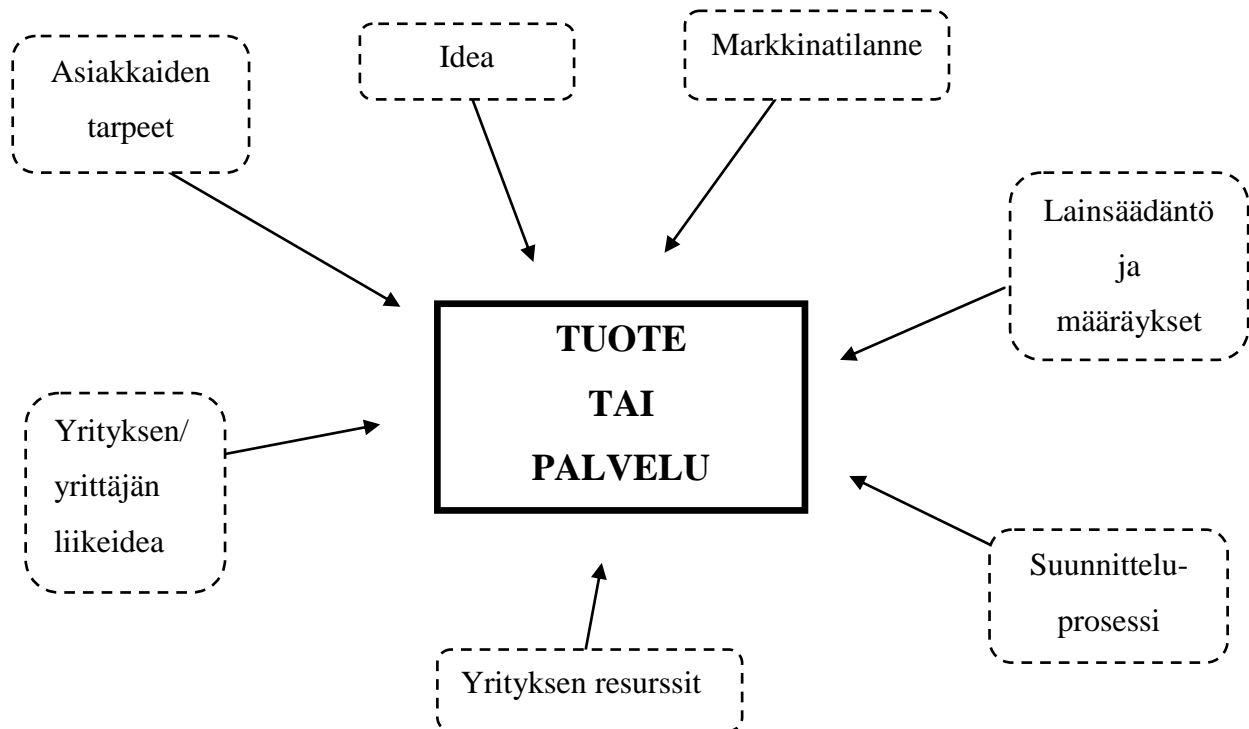 Asiakkaiden
tarpeet
Idea
Markkinatilanne
Lainsäädäntö
ja
määräykset
TUOTE
TAI
PALVELU
Yrityksen/
yrittäjän
liikeidea
Suunnittelu-
prosessi
Yrityksen resurssit